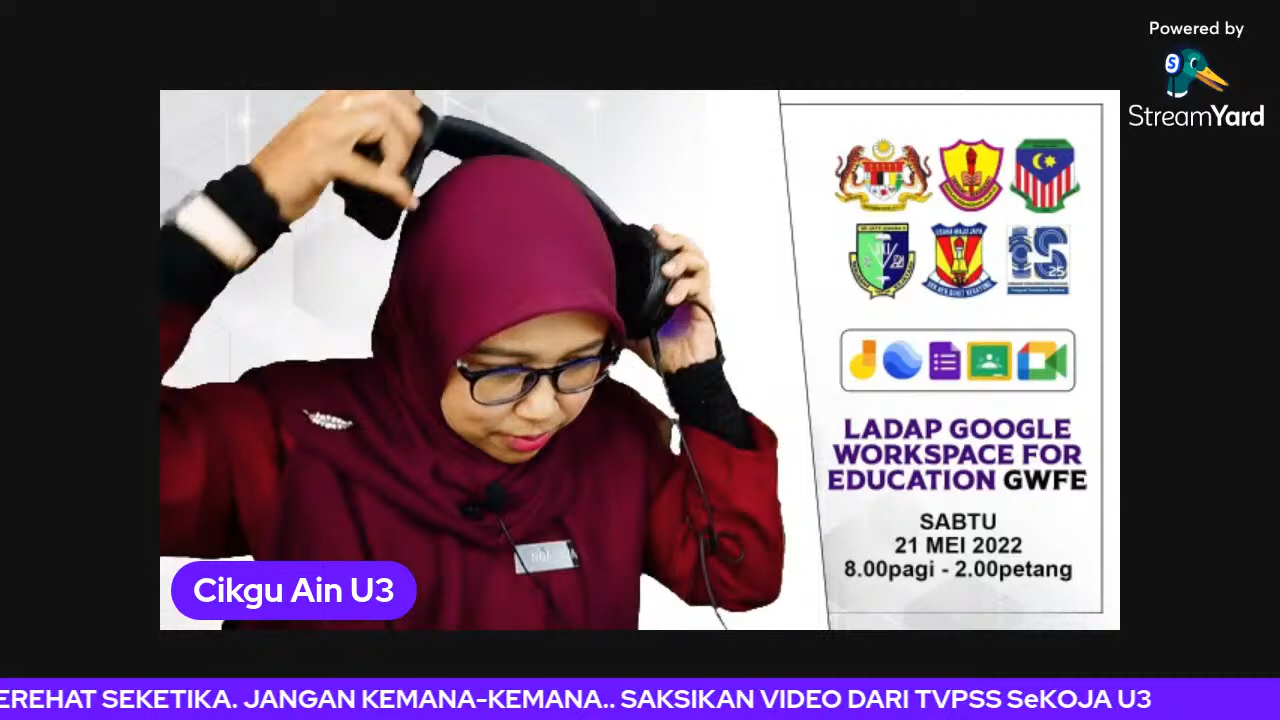 Powered by
StreamYard
25
LADAP GOOGLE
WORKSPACE FOR
EDUCATION GWFE
SABTU
21 MEI 2022
8.00pagi - 2.00petang
Cikgu Ain U3
EREHAT SEKETIKA. JANGAN KEMANA-KEMANA.. SAKSIKAN VIDEO DARI TVPSS SeKOJA U3